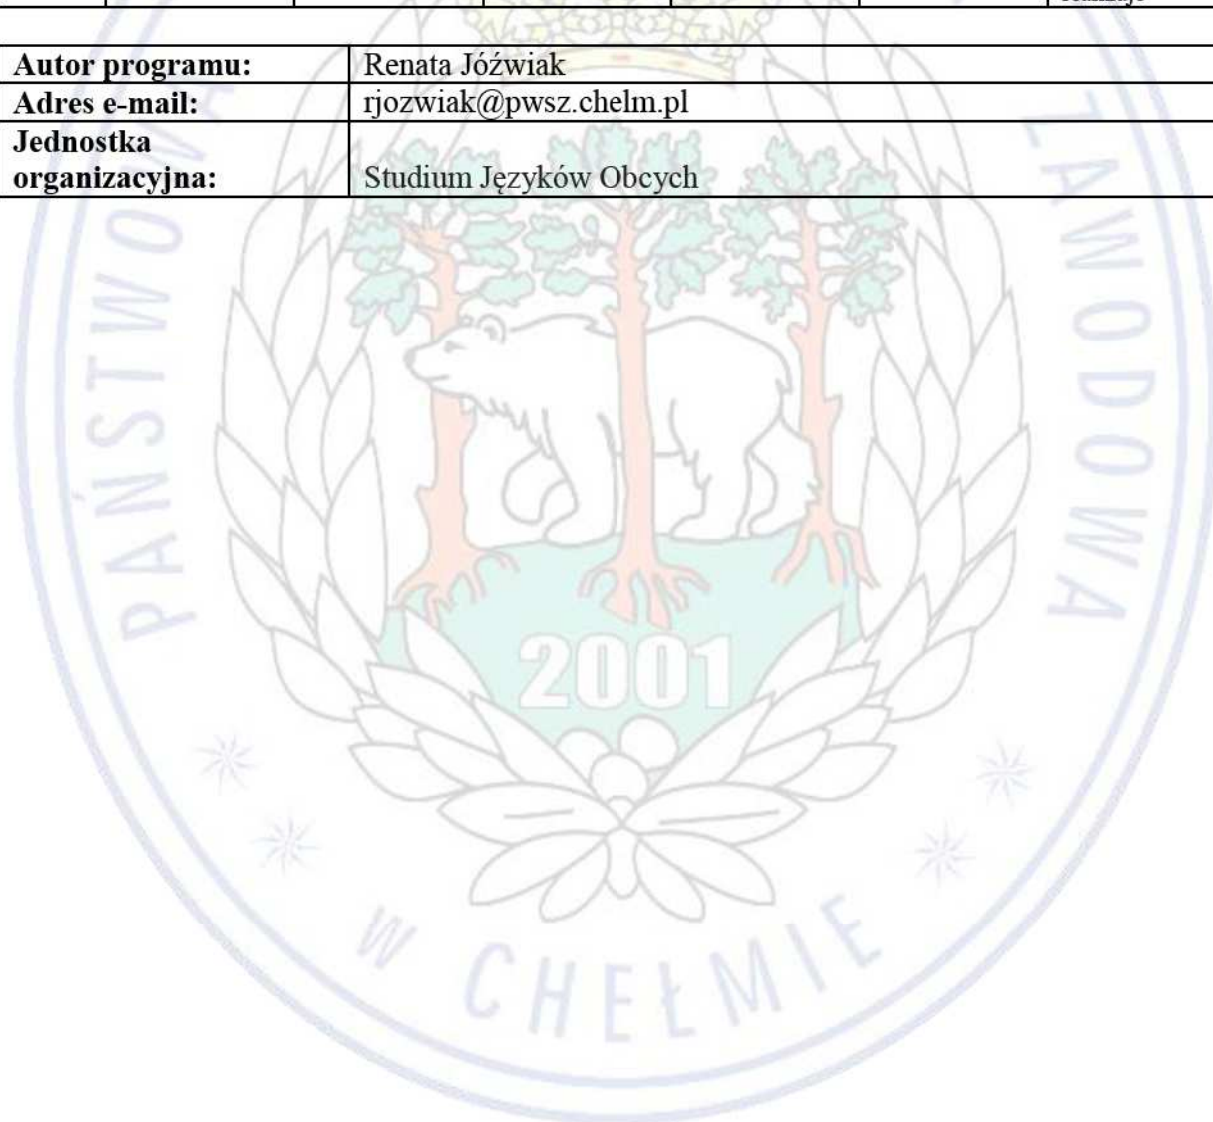 Autor programu: Renata Jóźwiak
Adres e-mail: rjozwiak@pwsz.chelm.pl
Jednostka
organizacyjna: Studium Języków Obcych
PAŃSTWOWA
ZAWODOWA
2001
W CHEŁMIE